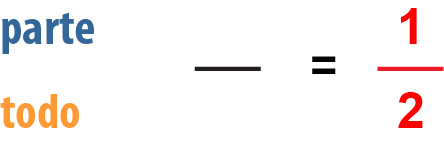 parte
todo
= 1/2